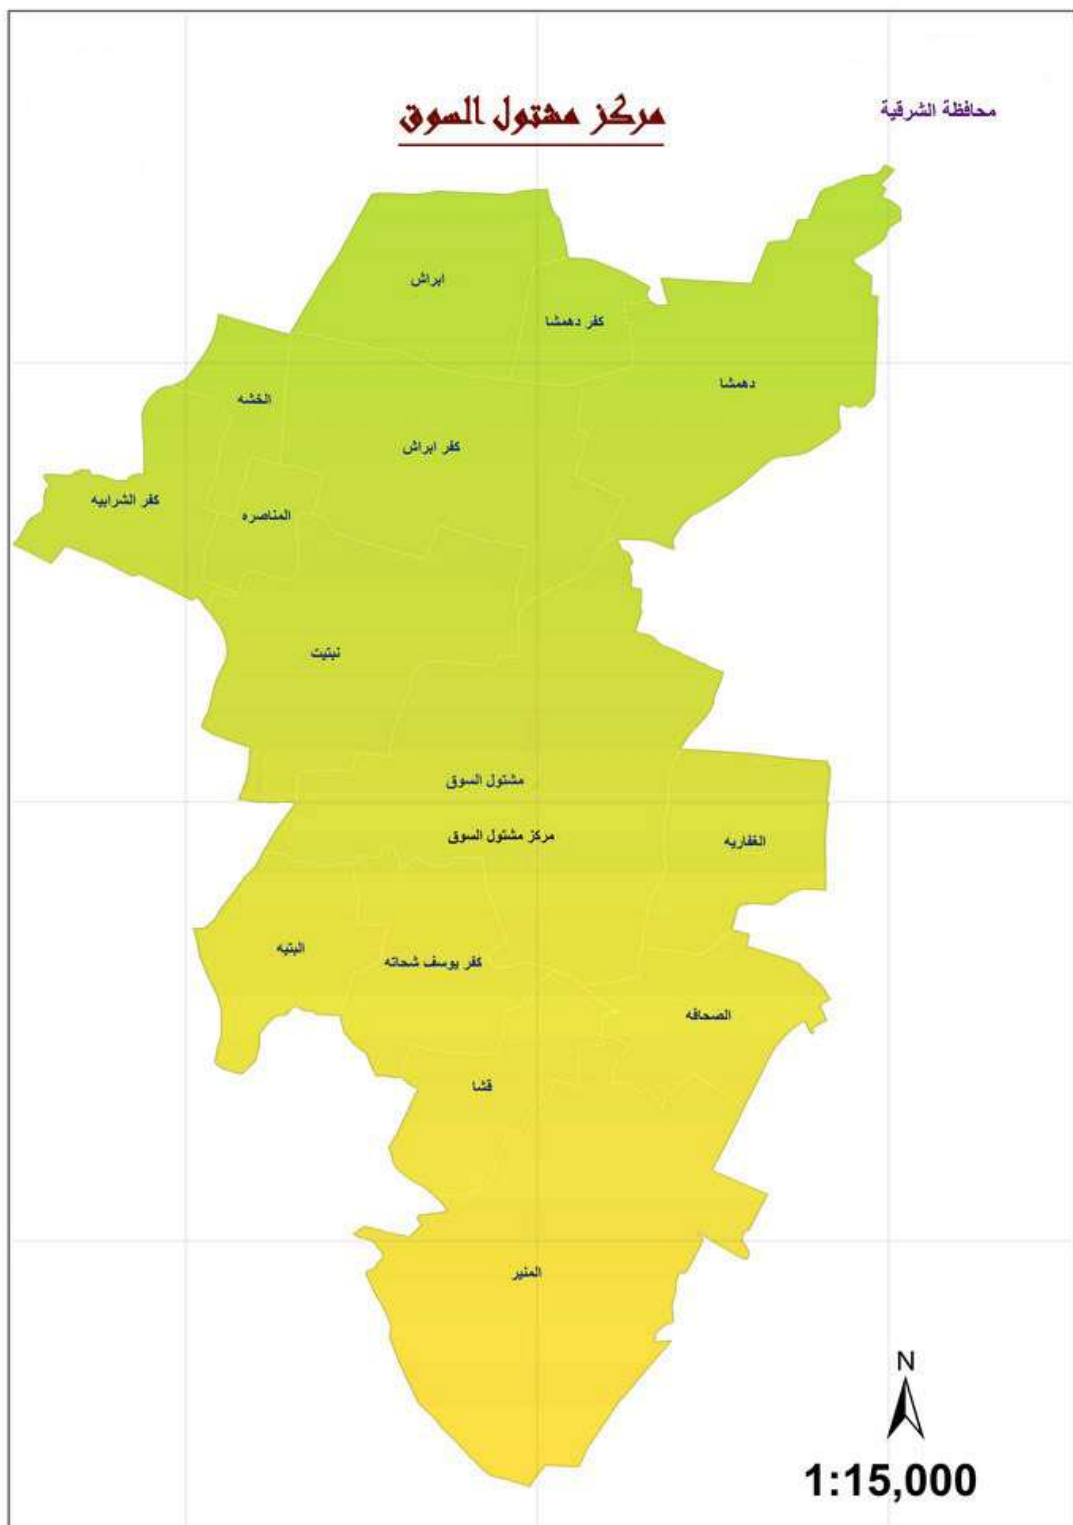 محافظة الشرقية
مركز مشتول السوق
ابراش
كفر دهمشا
دهمشا
الخشه
كفر ابراش
كفر الشرابيه
المناصره
نبتيت
مشتول السوق
مركز مشتول السوق
الغفاريه
البتيه
كفر يوسف شحاته
الصحافه
قشا
المنير
N
1:15,000